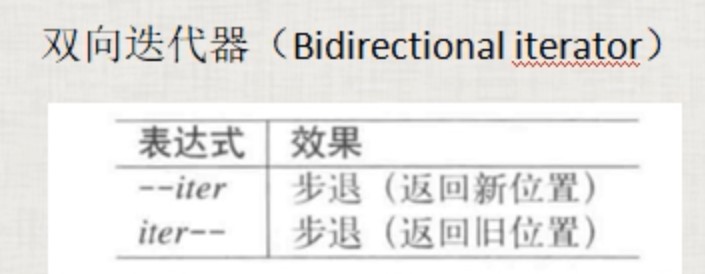 双向迭代器（Bidirectional iterator）
表达式 效果
--iter 步退（返回新位置）
iter-- 步退（返回旧位置）